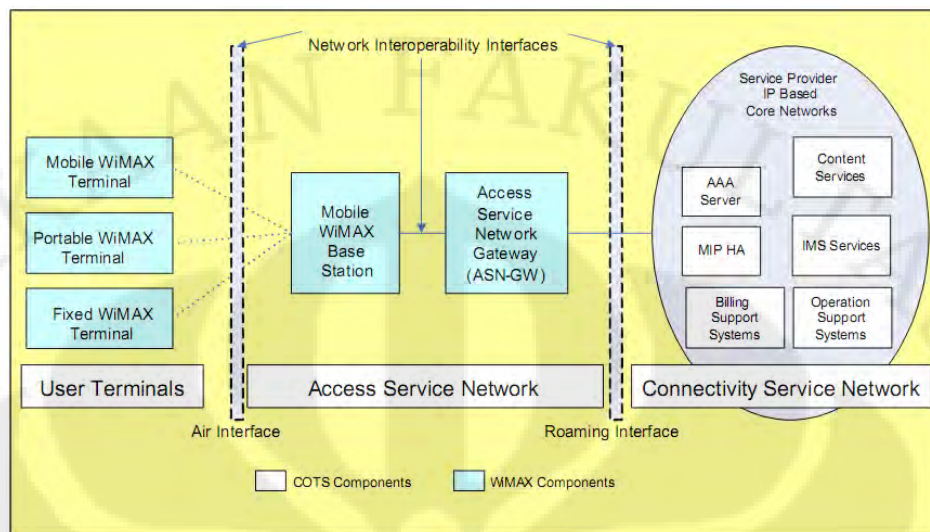 Network Interoperability Interfaces
Service Provider
IP Based
Core Networks
Mobile WiMAX
Terminal
Portable WiMAX
Terminal
Fixed WiMAX
Terminal
Mobile
WiMAX
Base
Station
Access
Service
Network
Gateway
(ASN-GW)
AAA
Server
Content
Services
MIP HA
IMS Services
Billing
Support
Systems
Operation
Support
Systems
User Terminals
Access Service Network
Connectivity Service Network
Air Interface
Roaming Interface
COTS Components
WiMAX Components